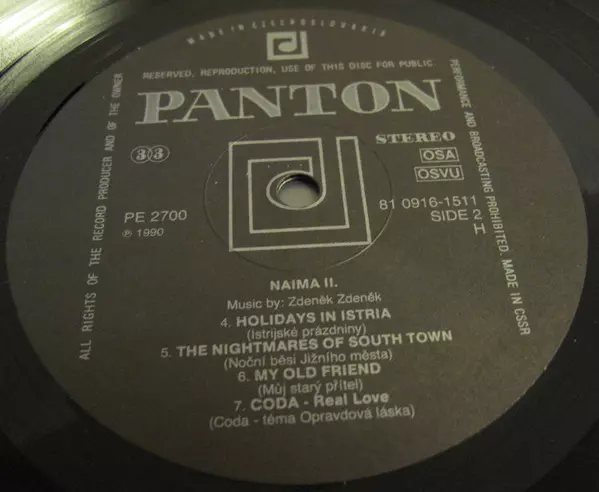 MADE IN CZECHOSLOVAKIA
RESERVED, REPRODUCTION, USE OF THIS DISC FOR PUBLIC
PERFORMANCE AND BROADCASTING PROHIBITED. MADE IN CSSR
ALL RIGHTS OF THE RECORD PRODUCER AND OF THE OWNER
PANTON
33
STEREO
OSA
OSVU
PE 2700
℗ 1990
81 0916-1511
SIDE 2
H
NAIMA II.
Music by: Zdeněk Zdeněk
4. HOLIDAYS IN ISTRIA
(Istrijské prázdniny)
5. THE NIGHTMARES OF SOUTH TOWN
(Noční běsi Jižního města)
6. MY OLD FRIEND
(Můj starý přítel)
7. CODA - Real Love
(Coda - téma Opravdová láska)